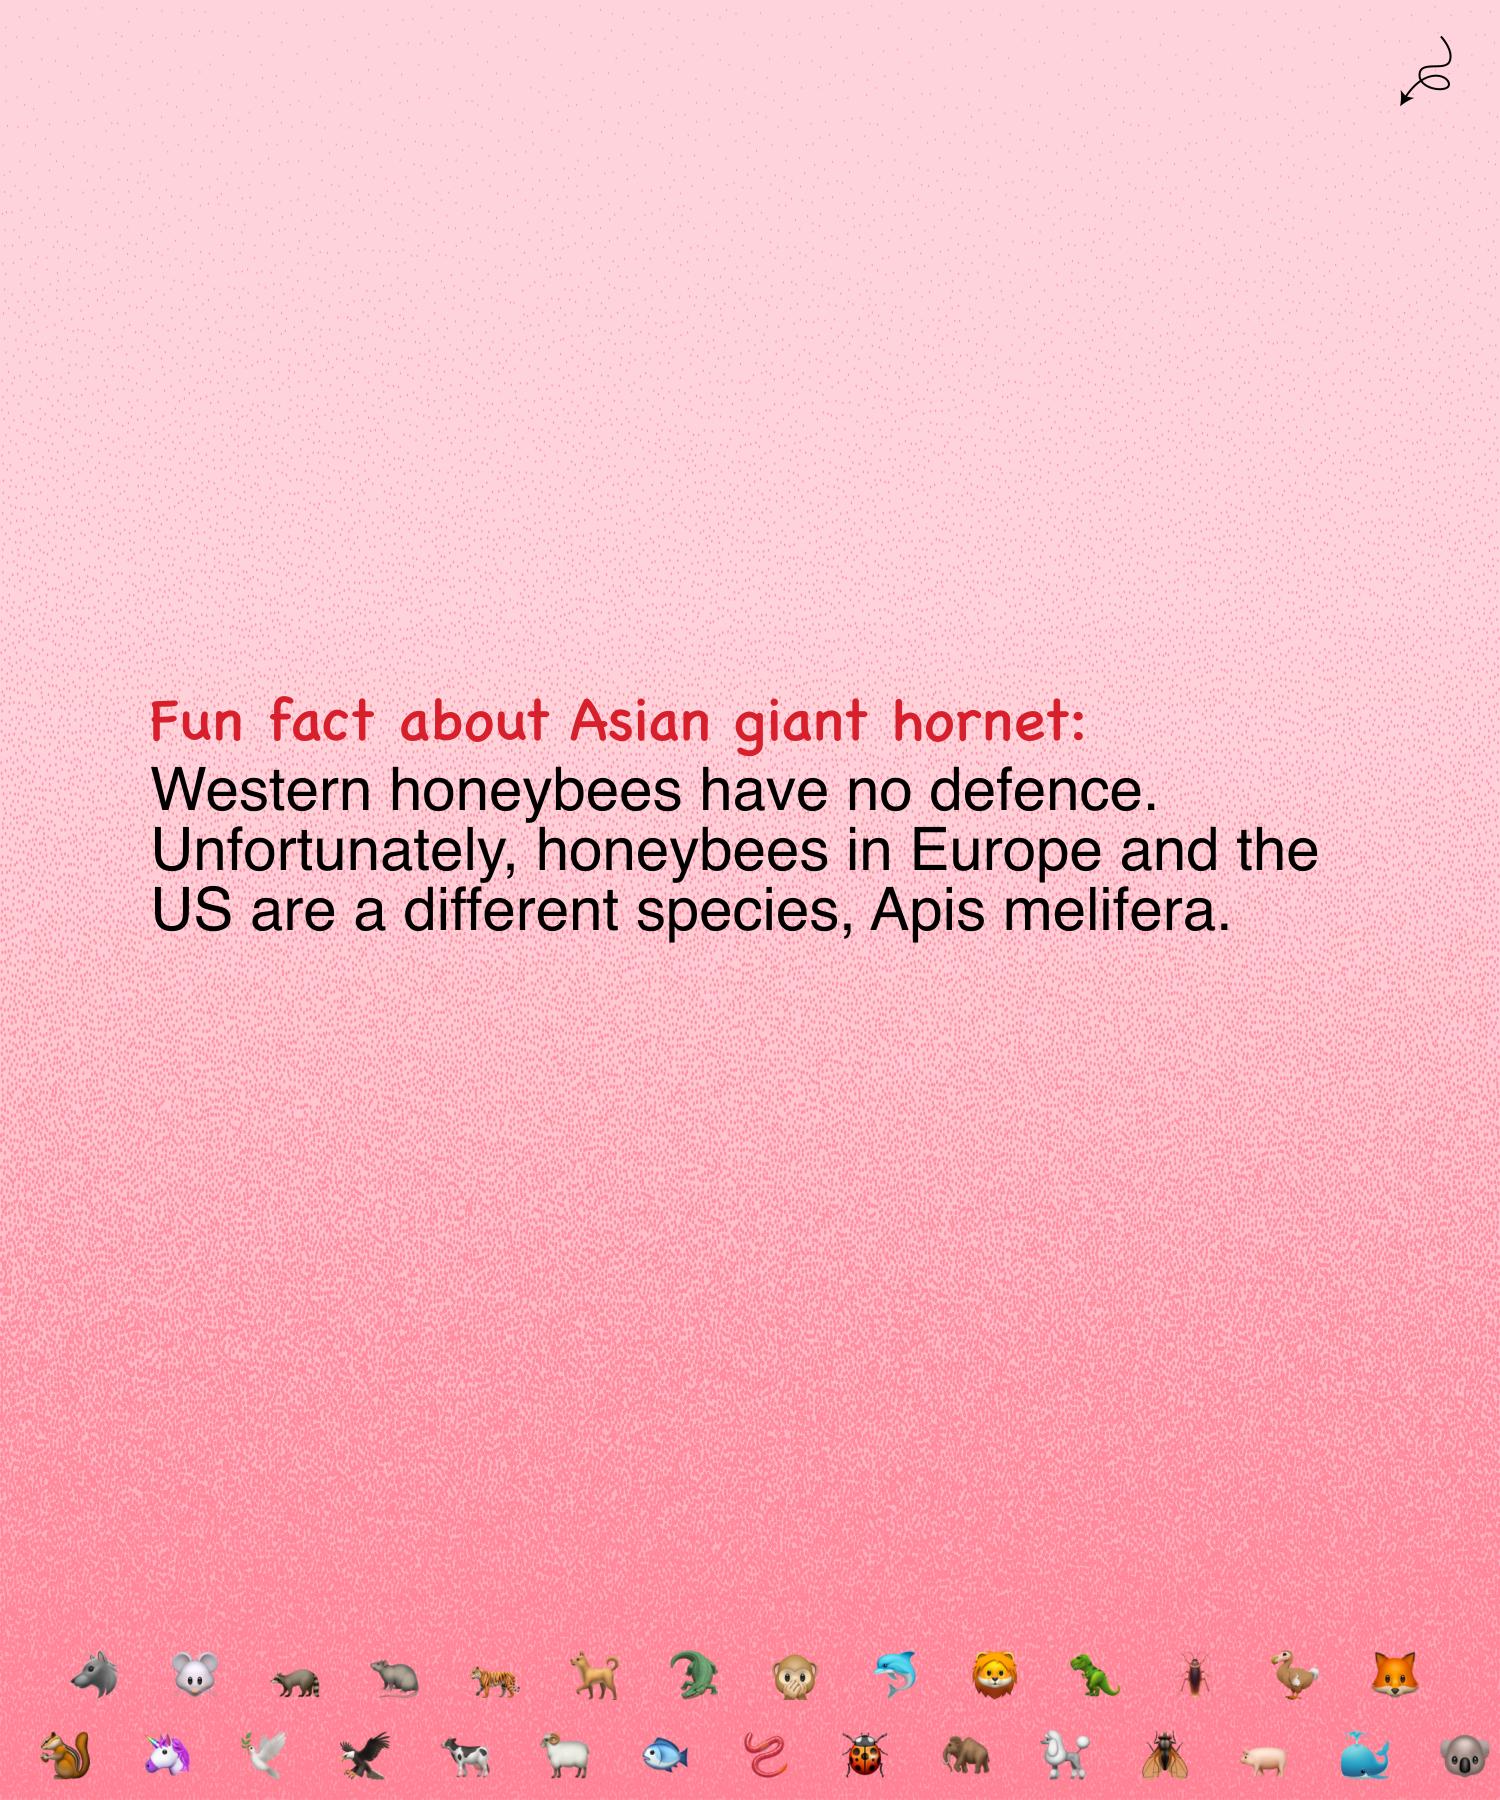 Fun fact about Asian giant hornet:
Western honeybees have no defence.
Unfortunately, honeybees in Europe and the
US are a different species, Apis melifera.